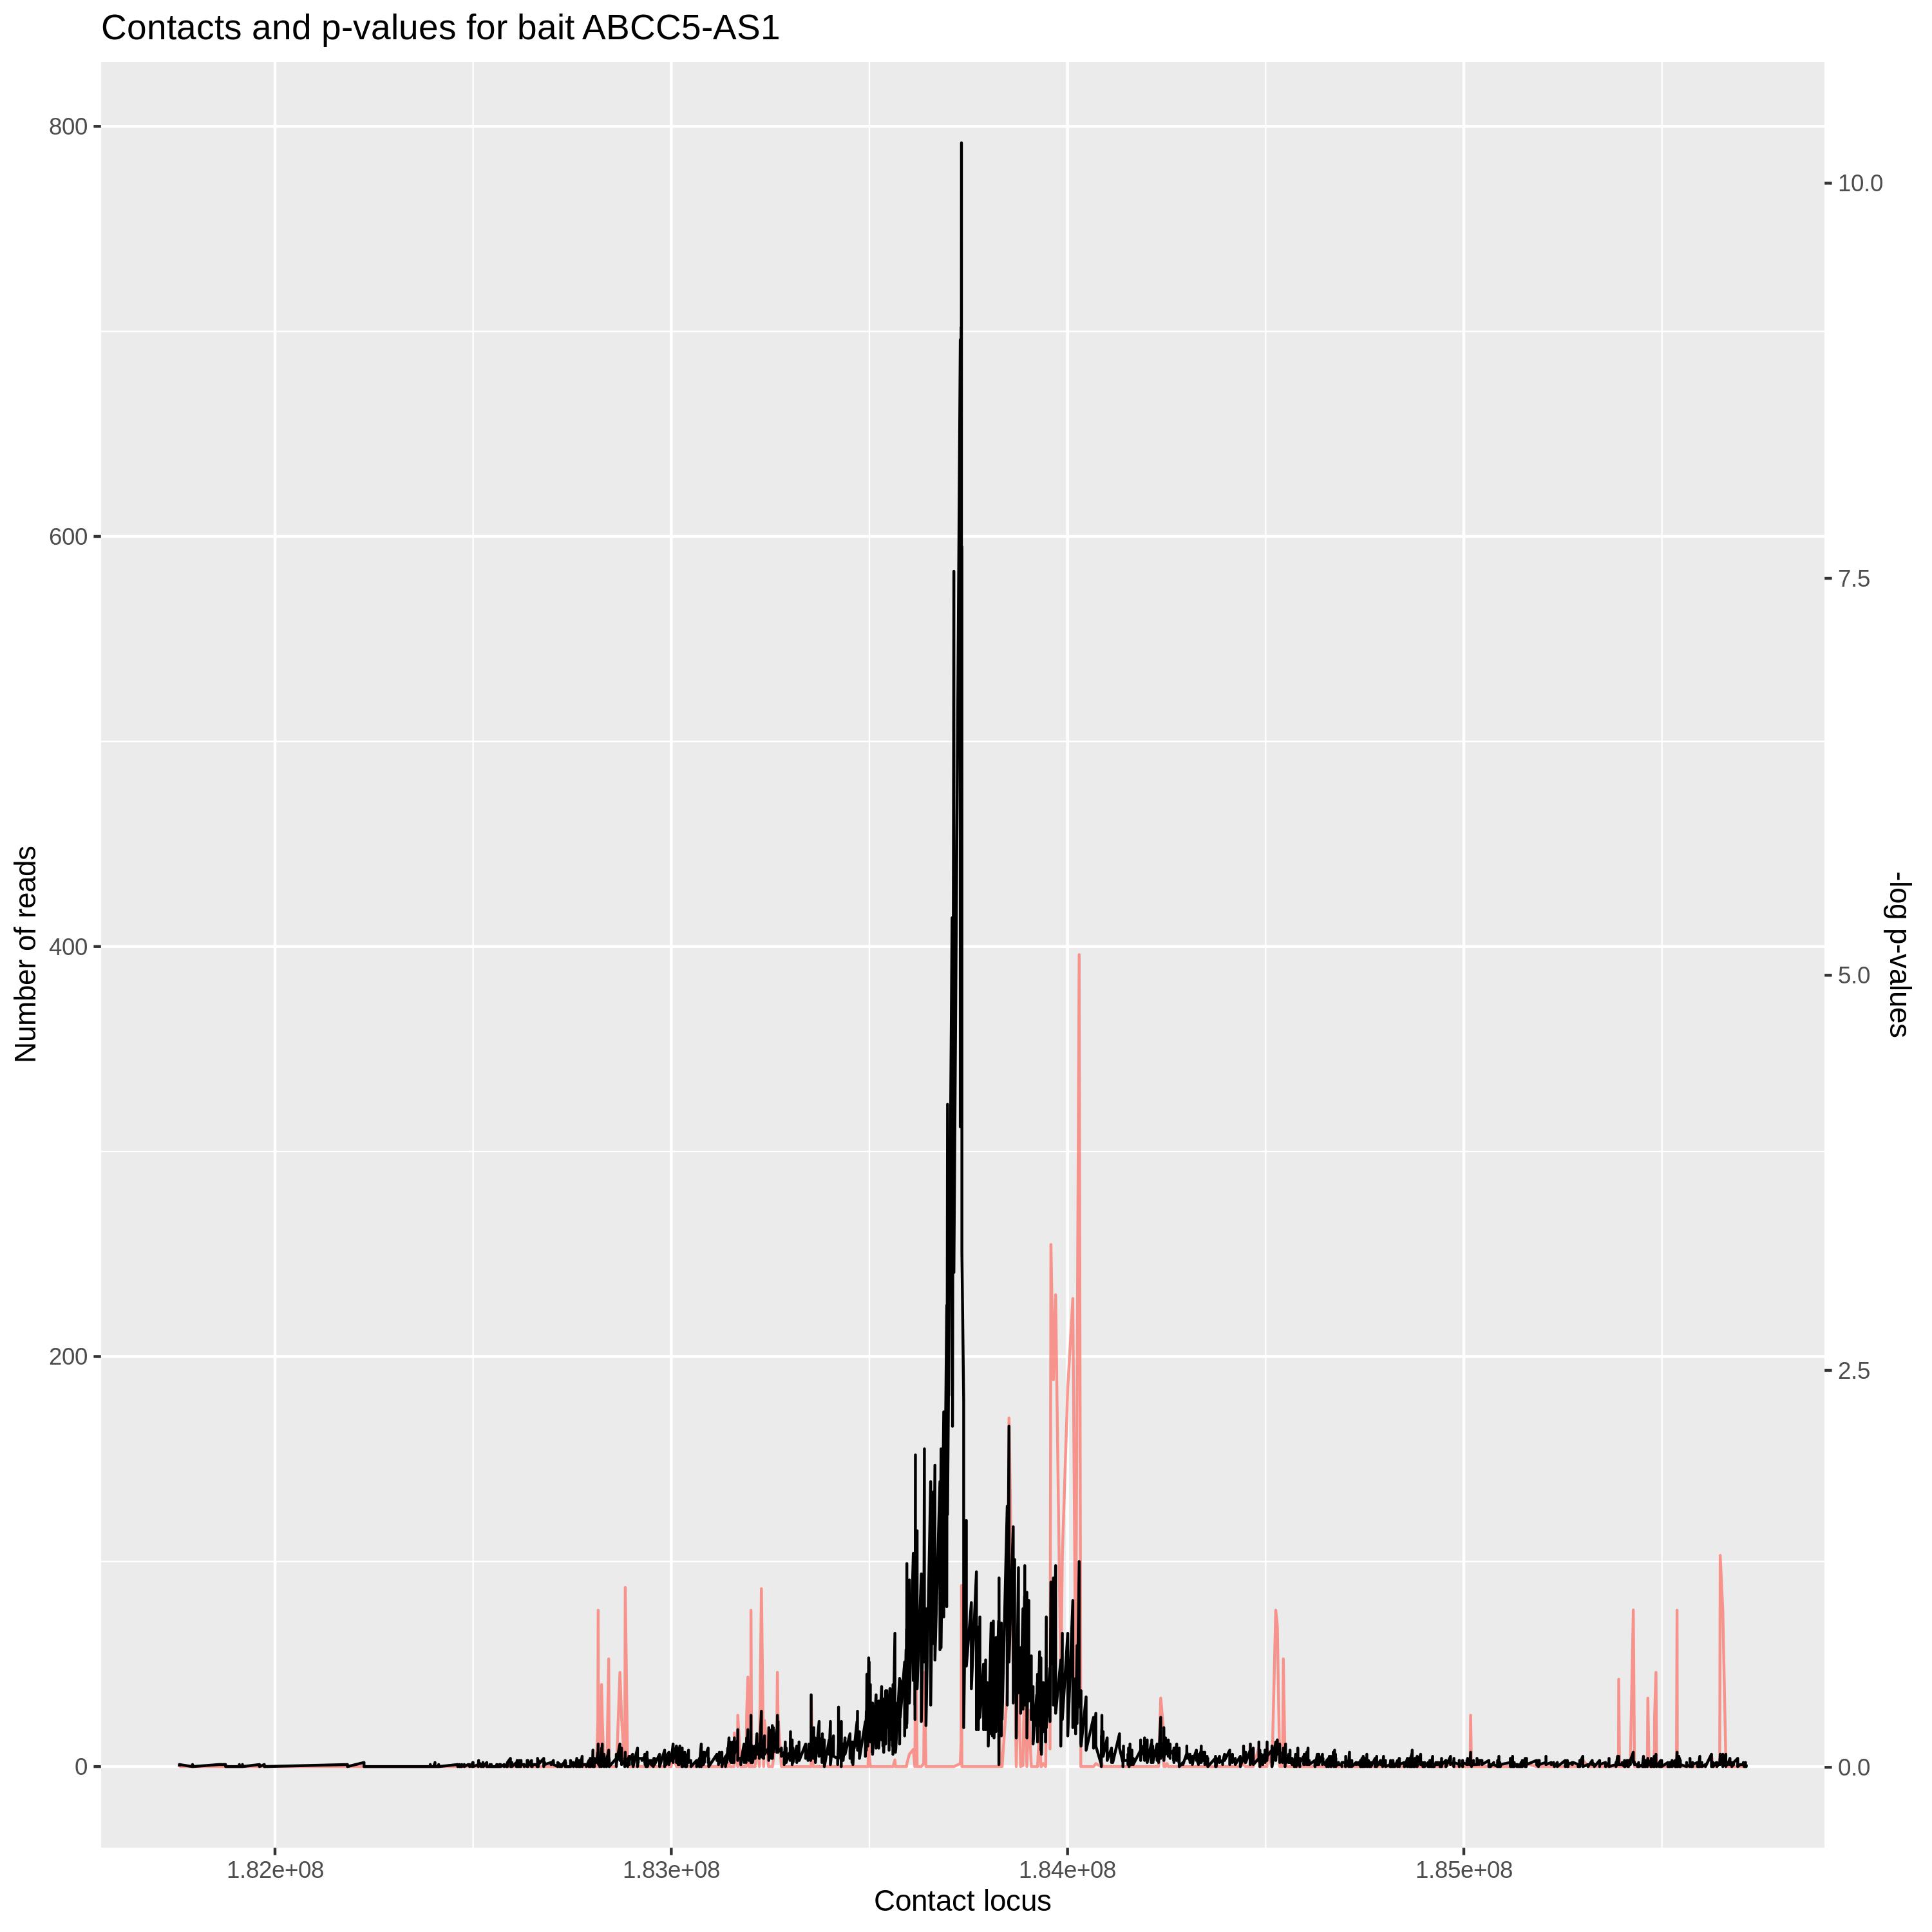 Contacts and p-values for bait ABCC5-AS1
800
600
400
200
0
Number of reads
10.0
7.5
5.0
2.5
0.0
-log p-values
1.82e+08
1.83e+08
1.84e+08
1.85e+08
Contact locus